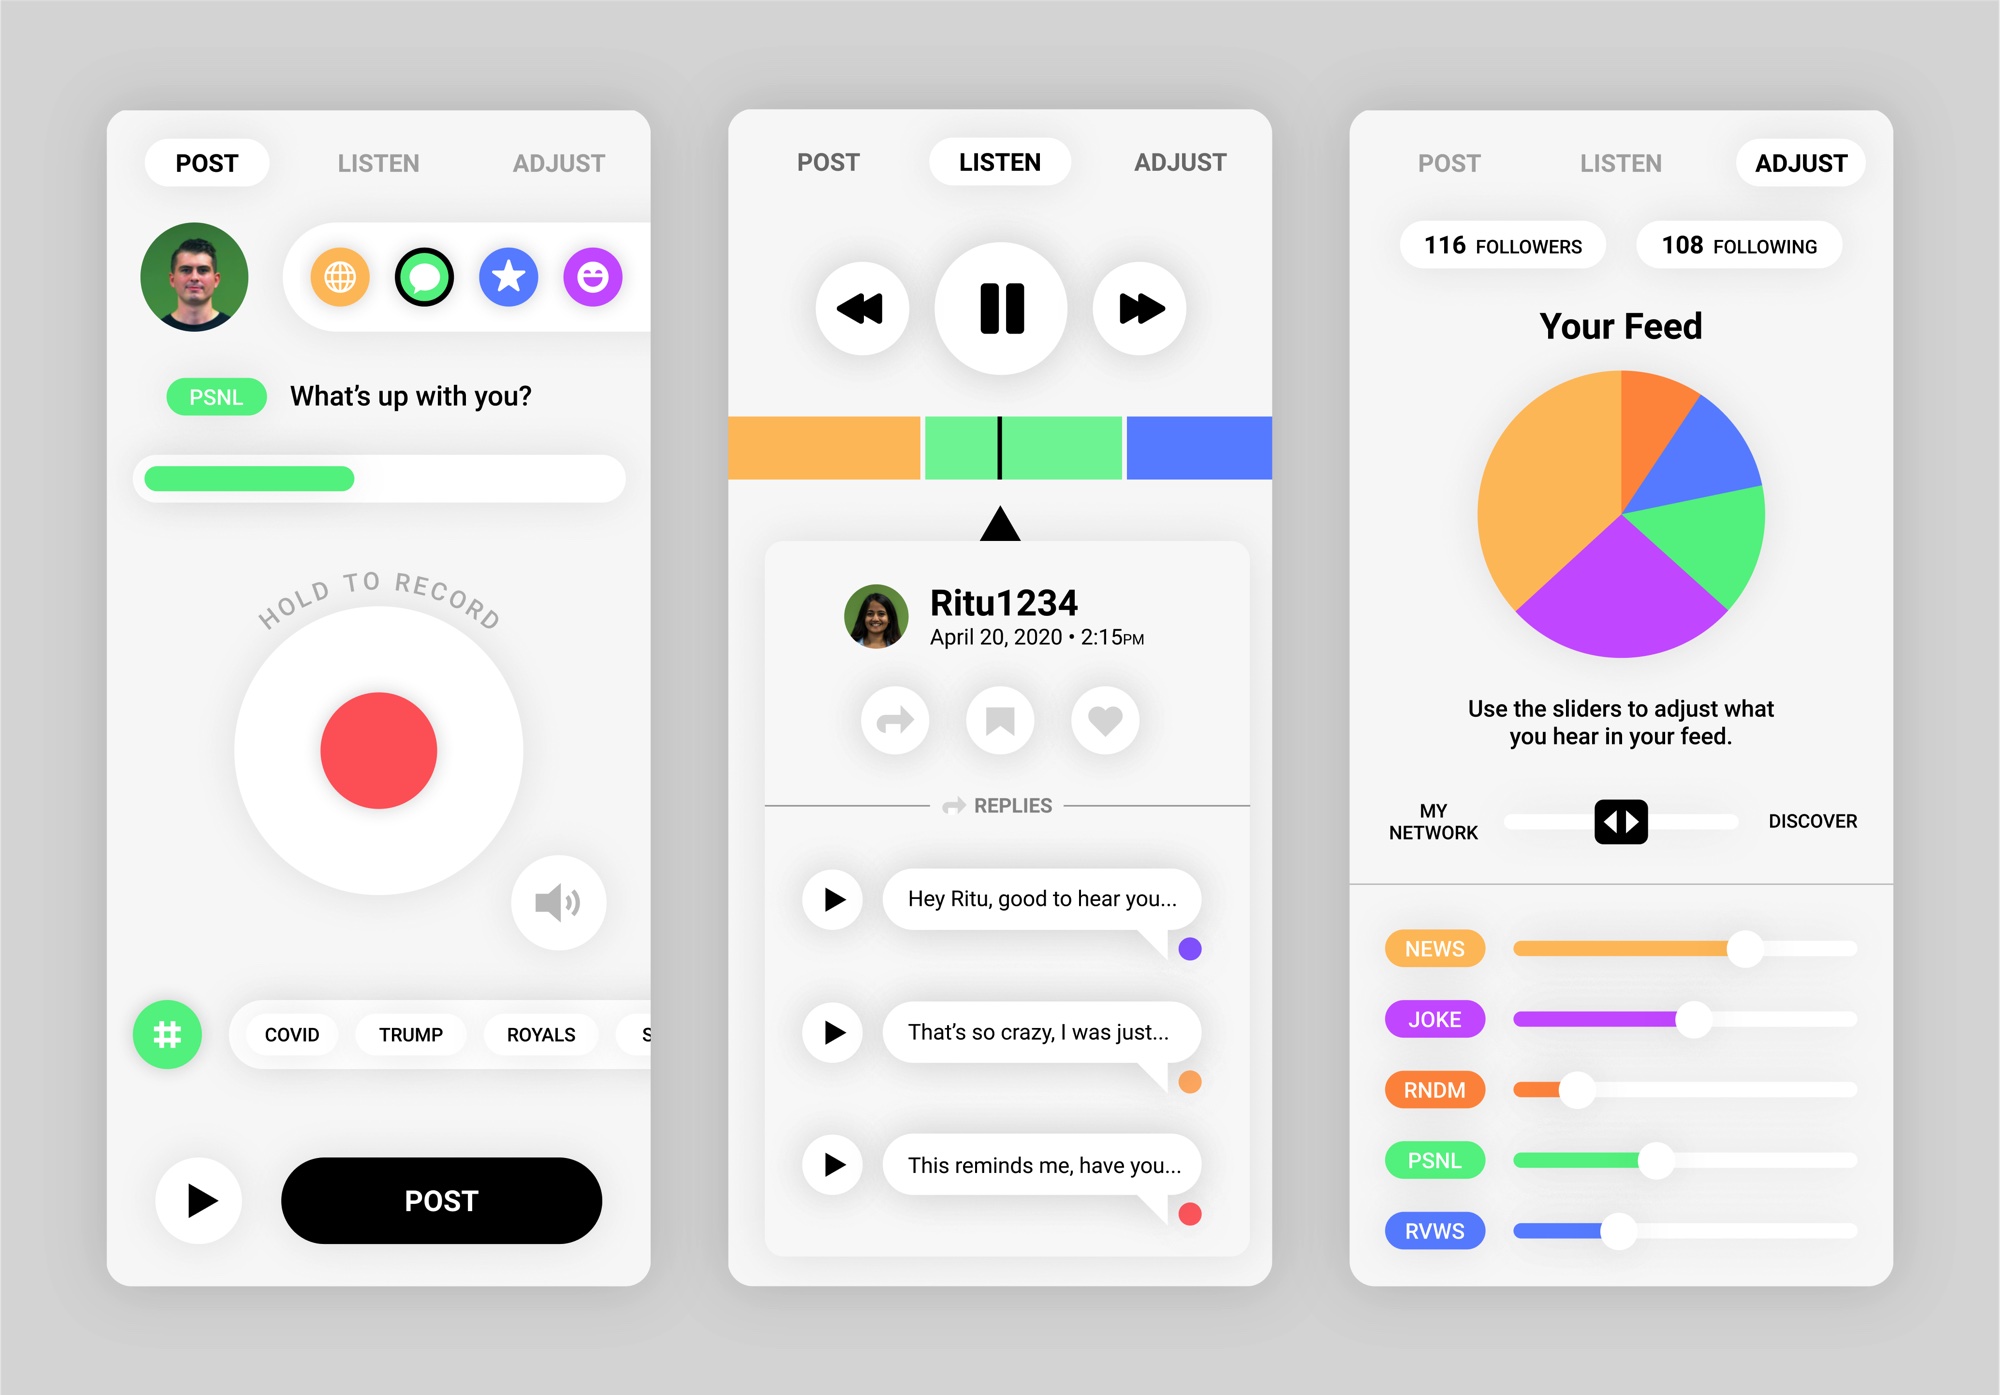 POST LISTEN ADJUST
PSNL What's up with you?
HOLD TO RECORD
# COVID TRUMP ROYALS S
POST
POST LISTEN ADJUST
Ritu1234
April 20, 2020 • 2:15PM
REPLIES
Hey Ritu, good to hear you...
That's so crazy, I was just...
This reminds me, have you...
POST LISTEN ADJUST
116 FOLLOWERS 108 FOLLOWING
Your Feed
Use the sliders to adjust what
you hear in your feed.
MY
NETWORK
DISCOVER
NEWS
JOKE
RNDM
PSNL
RVWS